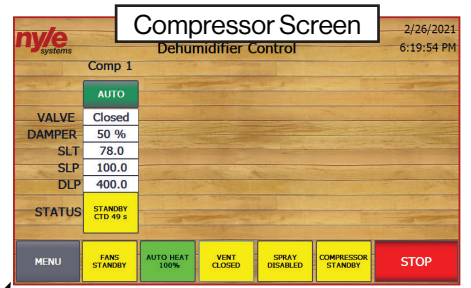 Compressor Screen
nyle
systems
Dehumidifier Control
2/26/2021
6:19:54 PM
Comp 1
AUTO
VALVE Closed
DAMPER 50 %
SLT 78.0
SLP 100.0
DLP 400.0
STATUS STANDBY
CTD 49 s
MENU
FANS
STANDBY
AUTO HEAT
100%
VENT
CLOSED
SPRAY
DISABLED
COMPRESSOR
STANDBY
STOP